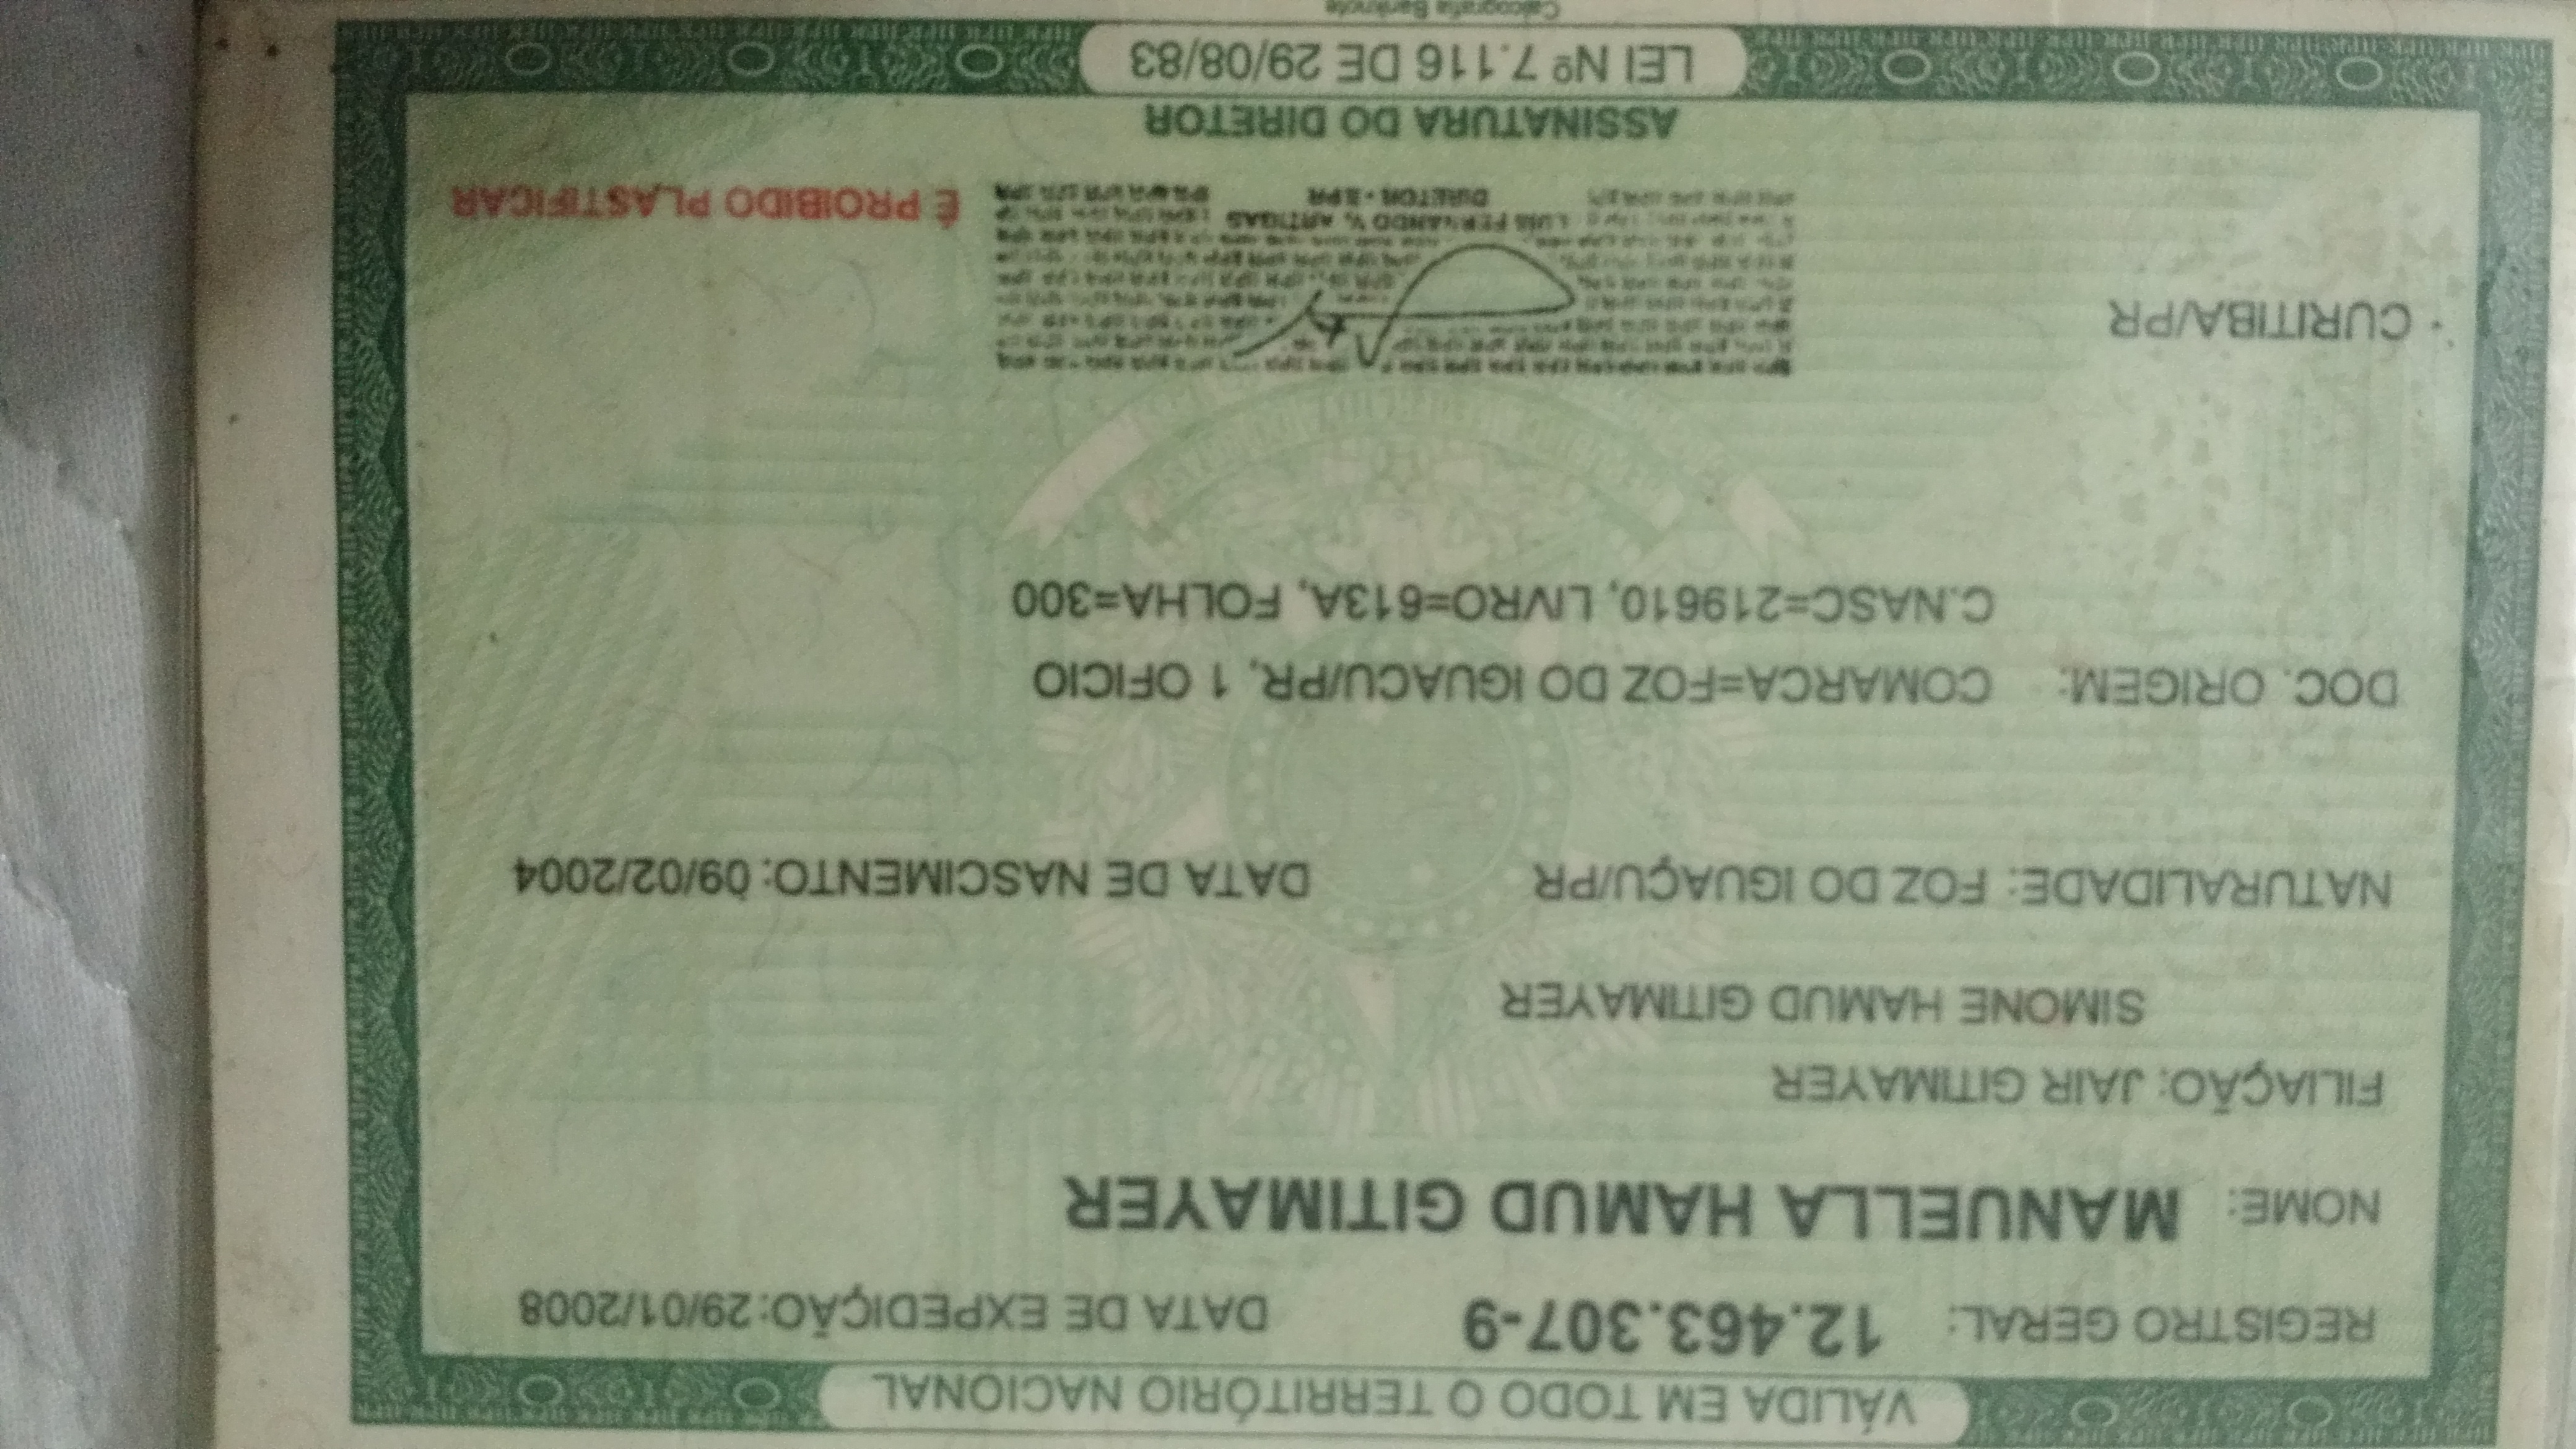 VÁLIDA EM TODO O TERRITÓRIO NACIONAL
REGISTRO GERAL: 12.463.307-9 DATA DE EXPEDIÇÃO: 29/01/2008
NOME: MANUELLA HAMUD GITIMAYER
FILIAÇÃO: JAIR GITIMAYER
SIMONE HAMUD GITIMAYER
NATURALIDADE: FOZ DO IGUAÇU/PR DATA DE NASCIMENTO: 09/02/2004
DOC. ORIGEM: COMARCA=FOZ DO IGUACU/PR, 1 OFICIO
C.NASC=219610, LIVRO=613A, FOLHA=300
CURITIBA/PR
LUIS FERNANDO V. ARTIGAS
DIRETOR - IIPR
É PROIBIDO PLASTIFICAR
ASSINATURA DO DIRETOR
LEI Nº 7.116 DE 29/08/83
Calcografia Banknote